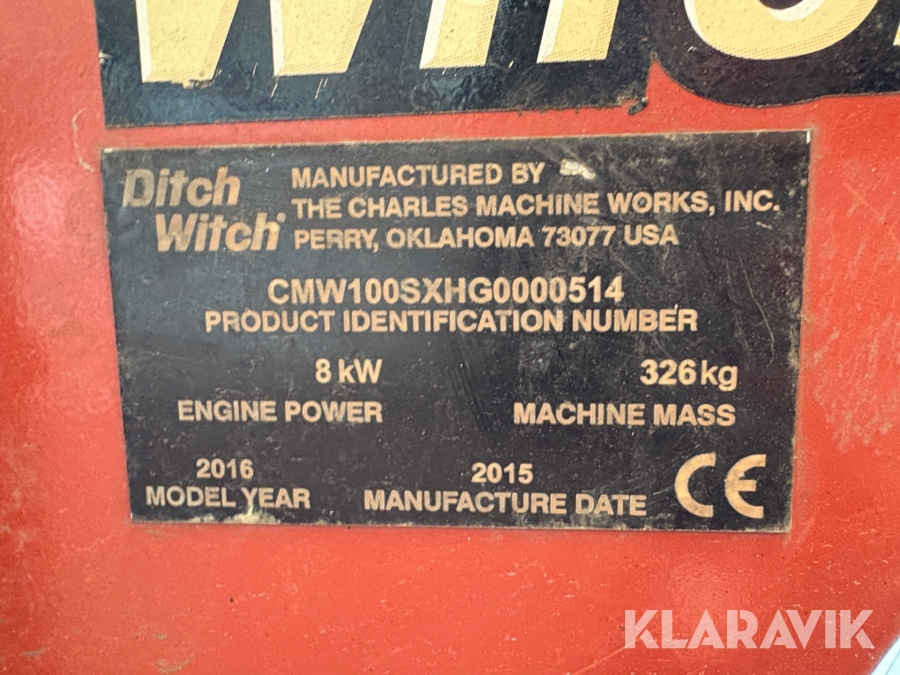 Witch
Ditch
Witch®
MANUFACTURED BY
THE CHARLES MACHINE WORKS, INC.
PERRY, OKLAHOMA 73077 USA
CMW100SXHG0000514
PRODUCT IDENTIFICATION NUMBER
8 kW
326 kg
ENGINE POWER
MACHINE MASS
2016
2015
MODEL YEAR
MANUFACTURE DATE
CE
KLARAVIK